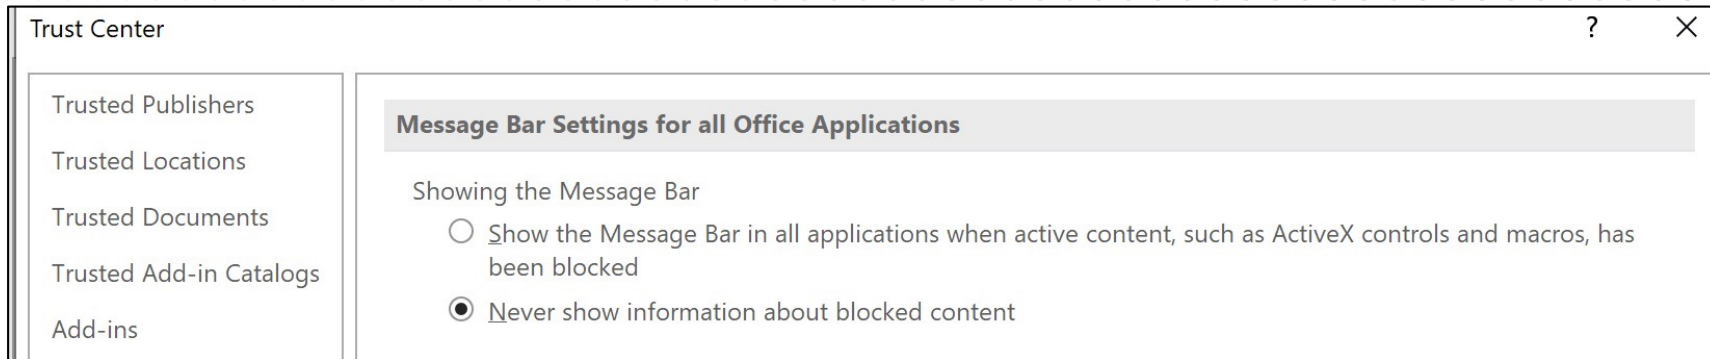 Trust Center ?
Trusted Publishers
Trusted Locations
Trusted Documents
Trusted Add-in Catalogs
Add-ins
Message Bar Settings for all Office Applications
Showing the Message Bar
Show the Message Bar in all applications when active content, such as ActiveX controls and macros, has
been blocked
Never show information about blocked content